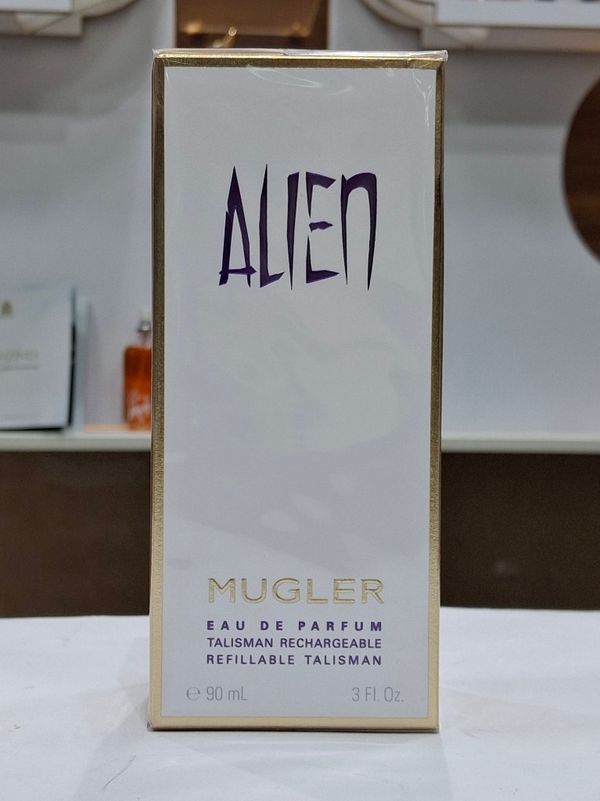 ALIEN
MUGLER
EAU DE PARFUM
TALISMAN RECHARGEABLE
REFILLABLE TALISMAN
℮ 90 mL 3 Fl. Oz.